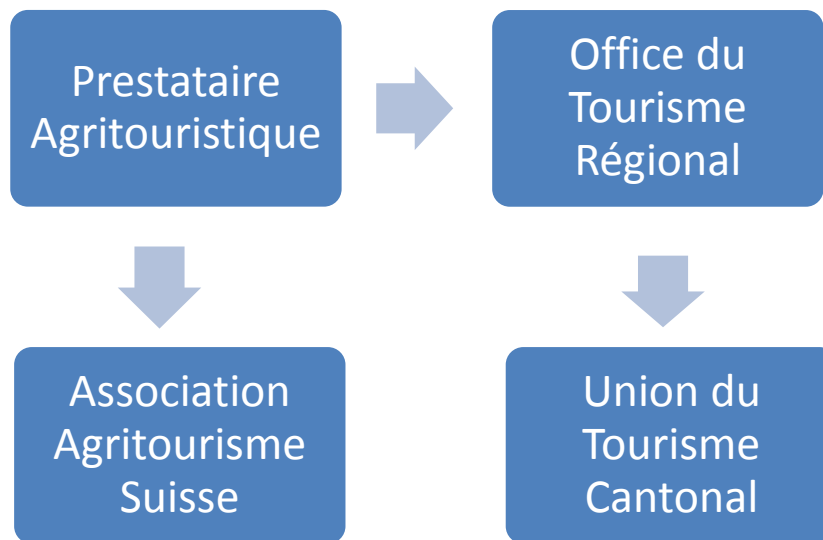 Prestataire
Agritouristique
Office du
Tourisme
Régional
Association
Agritourisme
Suisse
Union du
Tourisme
Cantonal